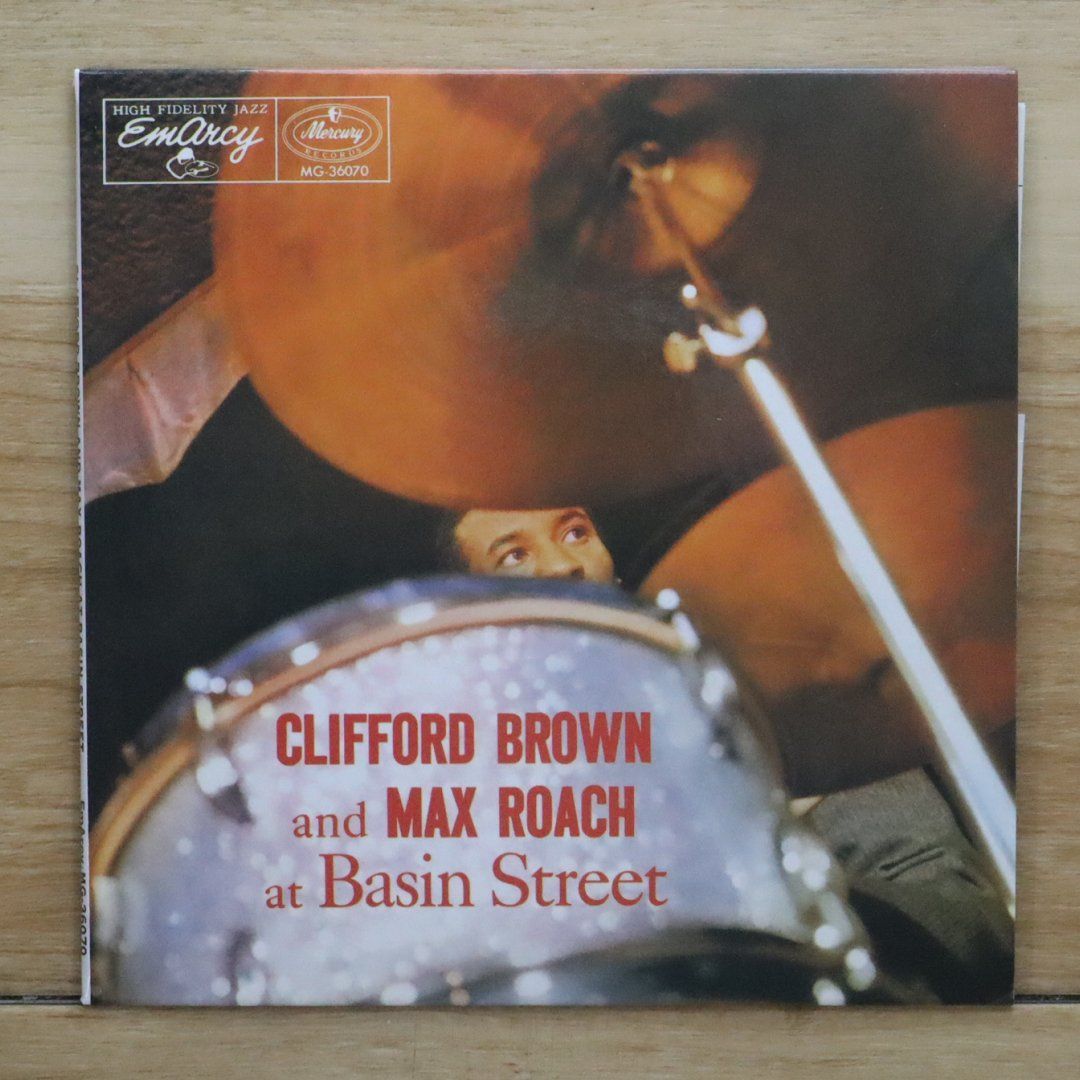 HIGH FIDELITY JAZZ
EmArcy
Mercury
RECORDS
MG-36070
CLIFFORD BROWN
and MAX ROACH
at Basin Street